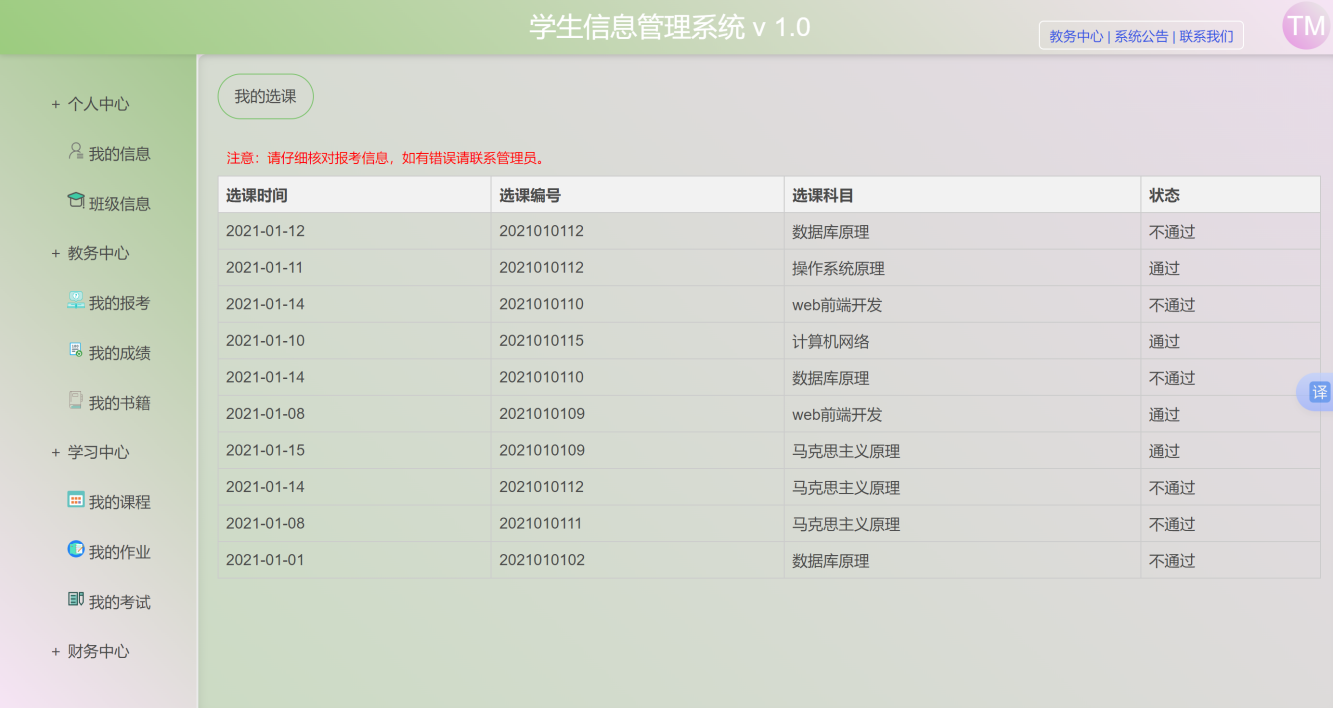 学生信息管理系统 v 1.0
教务中心 | 系统公告 | 联系我们
TM
+ 个人中心
我的信息
班级信息
+ 教务中心
我的报考
我的成绩
我的书籍
+ 学习中心
我的课程
我的作业
我的考试
+ 财务中心
我的选课
注意：请仔细核对报考信息，如有错误请联系管理员。
选课时间 选课编号 选课科目 状态
2021-01-12 2021010112 数据库原理 不通过
2021-01-11 2021010112 操作系统原理 通过
2021-01-14 2021010110 web前端开发 不通过
2021-01-10 2021010115 计算机网络 通过
2021-01-14 2021010110 数据库原理 不通过
2021-01-08 2021010109 web前端开发 通过
2021-01-15 2021010109 马克思主义原理 通过
2021-01-14 2021010112 马克思主义原理 不通过
2021-01-08 2021010111 马克思主义原理 不通过
2021-01-01 2021010102 数据库原理 不通过
译